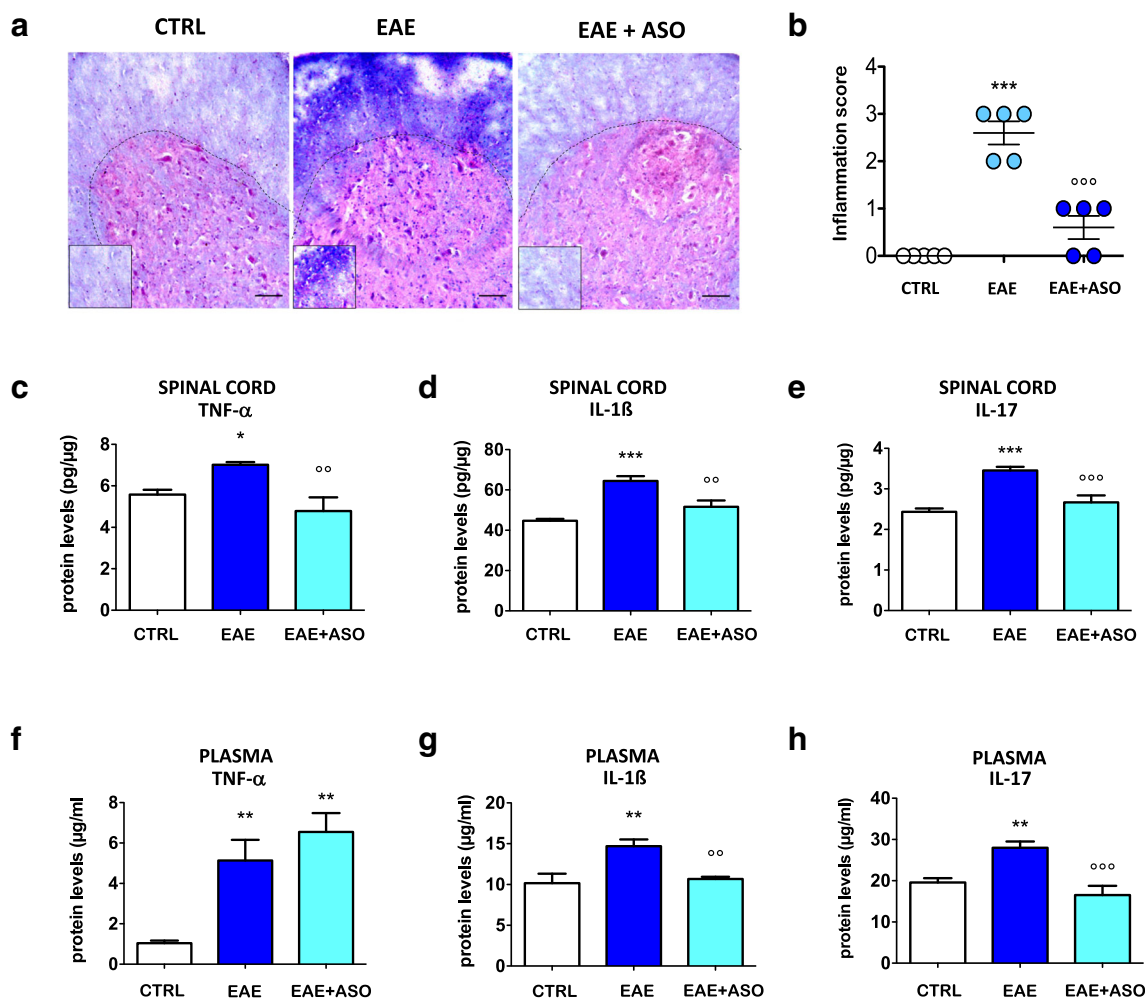 a
CTRL
EAE
EAE + ASO
b
Inflammation score
4
3
2
1
0
***
°°°
CTRL
EAE
EAE+ASO
c
SPINAL CORD
TNF-α
protein levels (pg/µg)
8
6
4
2
0
*
°°
CTRL
EAE
EAE+ASO
d
SPINAL CORD
IL-1ß
protein levels (pg/µg)
80
60
40
20
0
***
°°
CTRL
EAE
EAE+ASO
e
SPINAL CORD
IL-17
protein levels (pg/µg)
4
3
2
1
0
***
°°°
CTRL
EAE
EAE+ASO
f
PLASMA
TNF-α
protein levels (µg/ml
8
6
4
2
0
**
**
CTRL
EAE
EAE+ASO
g
PLASMA
IL-1ß
protein levels (µg/ml)
20
15
10
5
0
**
°°
CTRL
EAE
EAE+ASO
h
PLASMA
IL-17
protein levels (µg/ml)
40
30
20
10
0
**
°°°
CTRL
EAE
EAE+ASO